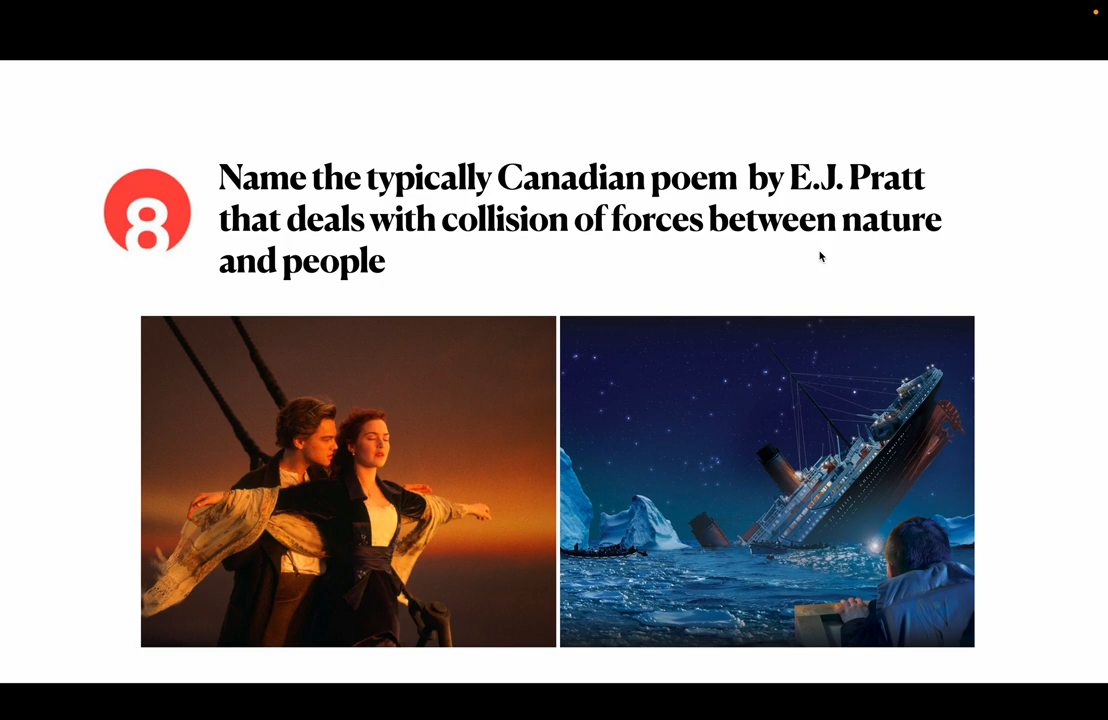 8
Name the typically Canadian poem by E.J. Pratt
that deals with collision of forces between nature
and people